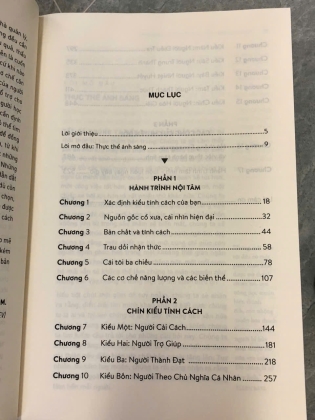 MỤC LỤC
Lời giới thiệu 5
Lời mở đầu: Thực thể ánh sáng 9
PHẦN 1
HÀNH TRÌNH NỘI TÂM
Chương 1 Xác định kiểu tính cách của bạn 18
Chương 2 Nguồn gốc cổ xưa, cái nhìn hiện đại 32
Chương 3 Bản chất và tính cách 44
Chương 4 Trau dồi nhận thức 58
Chương 5 Cái tôi ba chiều 78
Chương 6 Các cơ chế năng lượng và các biến thể 107
PHẦN 2
CHÍN KIỂU TÍNH CÁCH
Chương 7 Kiểu Một: Người Cải Cách 144
Chương 8 Kiểu Hai: Người Trợ Giúp 181
Chương 9 Kiểu Ba: Người Thành Đạt 218
Chương 10 Kiểu Bốn: Người Theo Chủ Nghĩa Cá Nhân 257